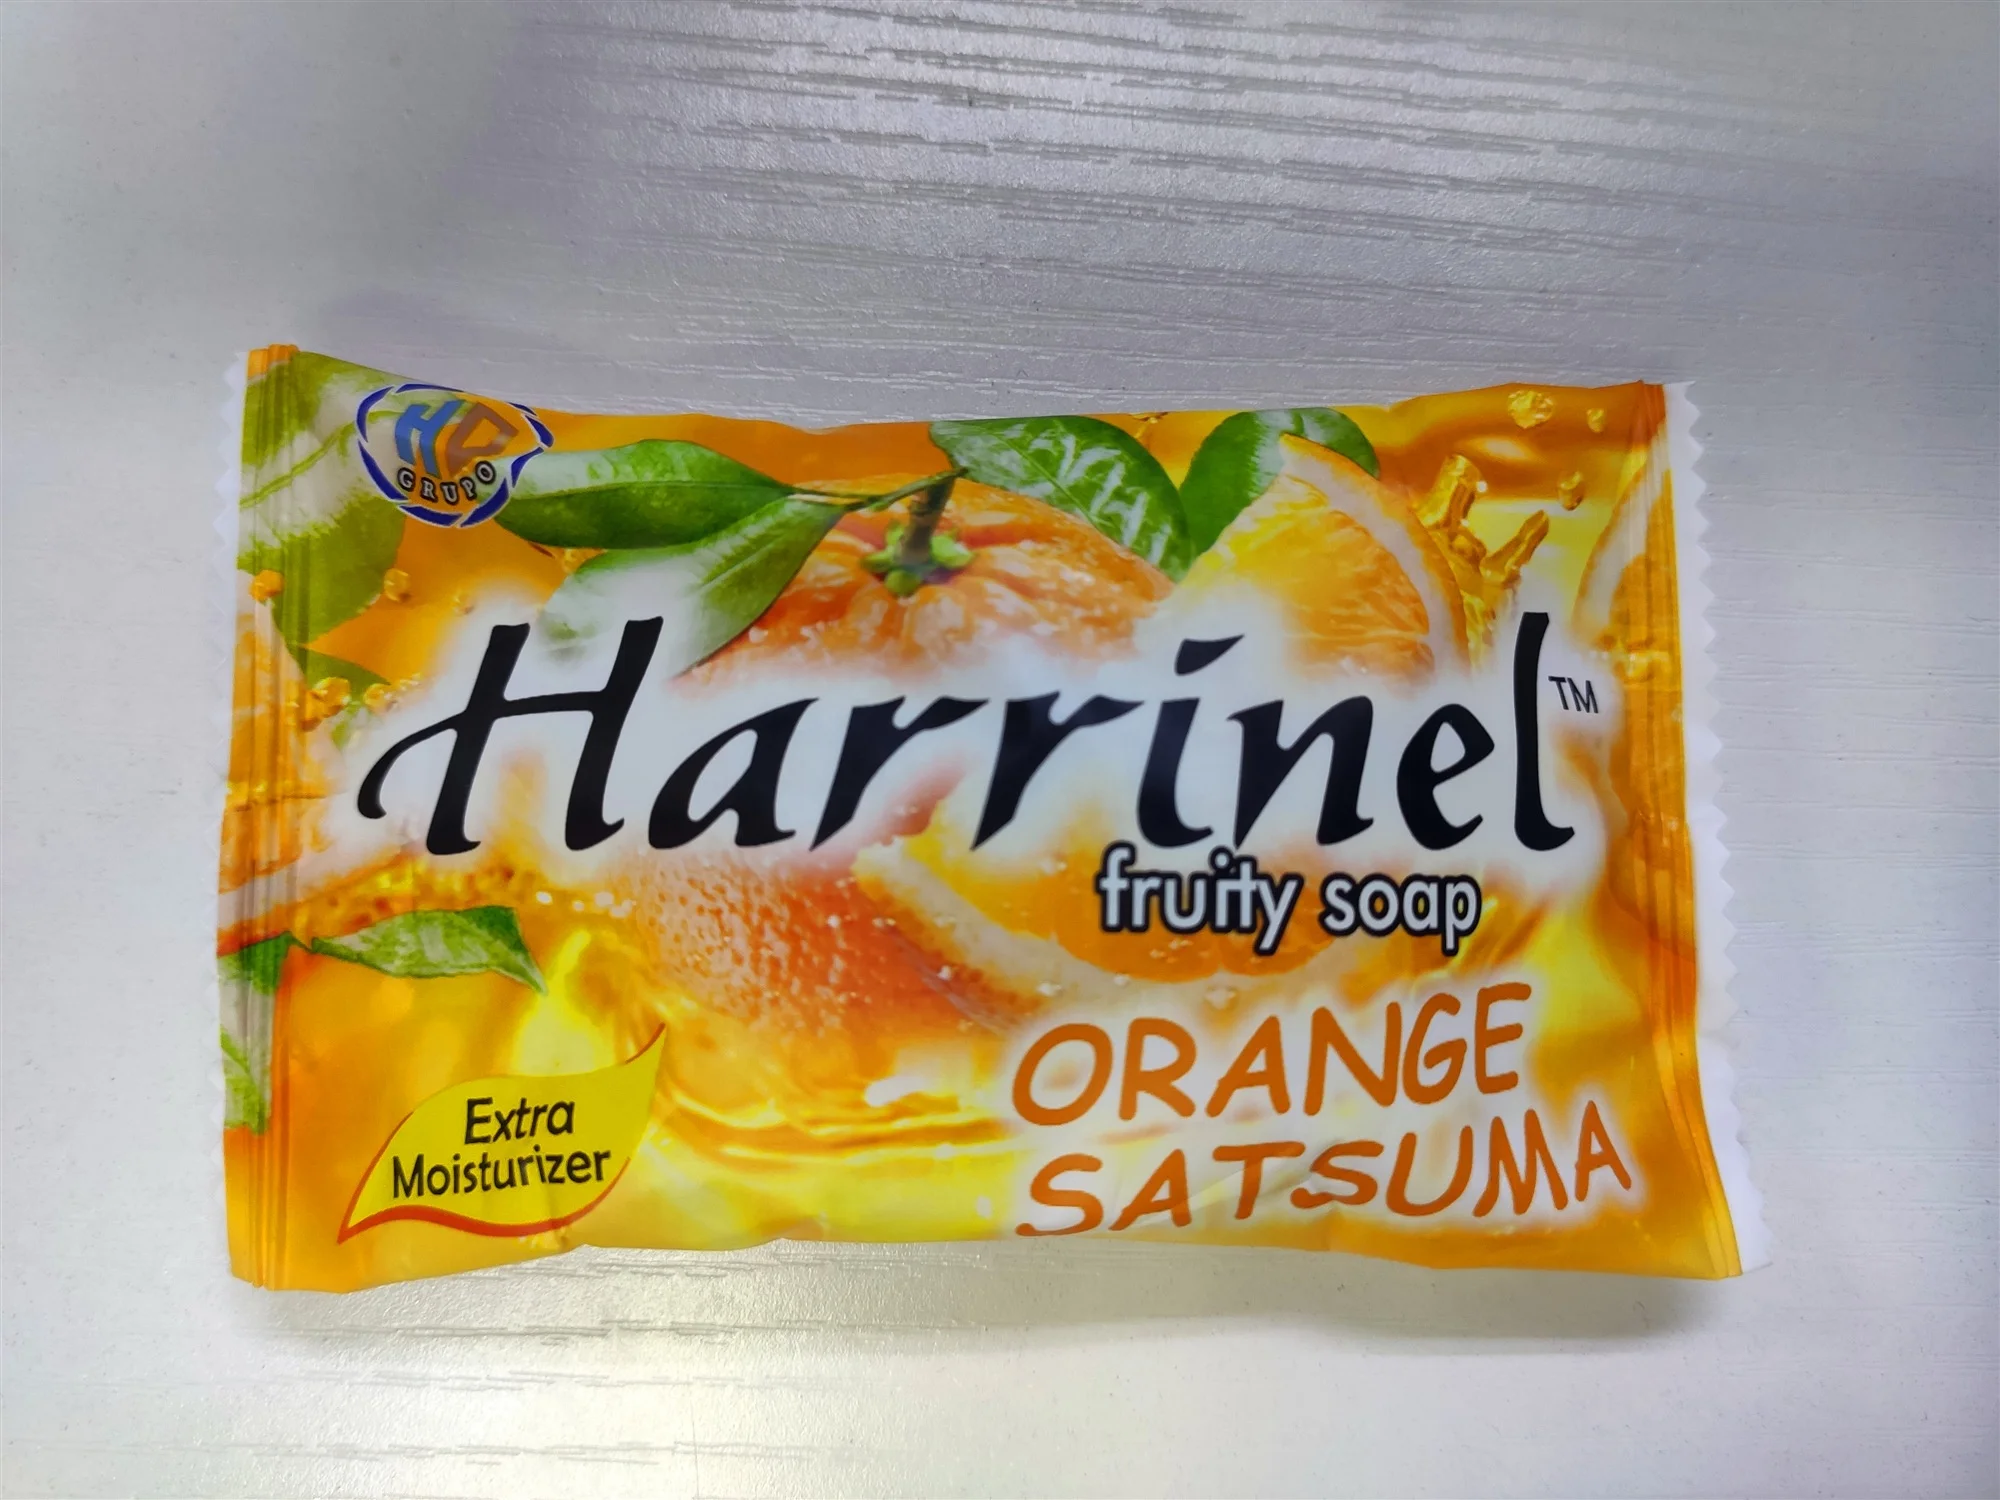 HD
GRUPO
Harrinel™
fruity soap
ORANGE
SATSUMA
Extra
Moisturizer